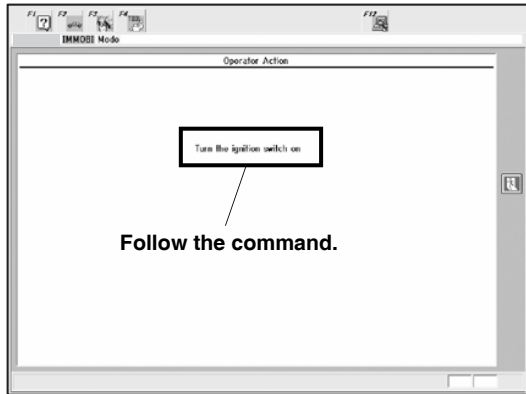 F1 F2 F3 F4 F12
?
IMMOBI Mode
Operator Action
Turn the ignition switch on
Follow the command.